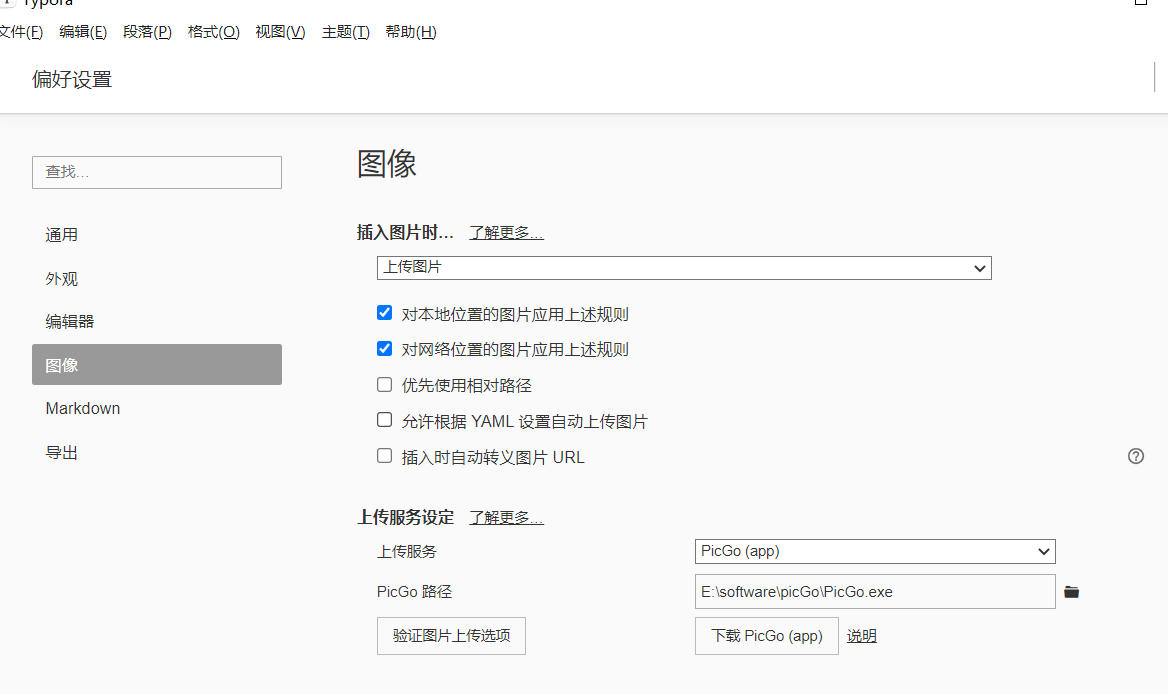 Typora
文件(F) 编辑(E) 段落(P) 格式(O) 视图(V) 主题(T) 帮助(H)
偏好设置
查找...
通用
外观
编辑器
图像
Markdown
导出
图像
插入图片时... 了解更多...
上传图片
对本地位置的图片应用上述规则
对网络位置的图片应用上述规则
优先使用相对路径
允许根据 YAML 设置自动上传图片
插入时自动转义图片 URL
上传服务设定 了解更多...
上传服务 PicGo (app)
PicGo 路径 E:\software\picGo\PicGo.exe
验证图片上传选项 下载 PicGo (app) 说明